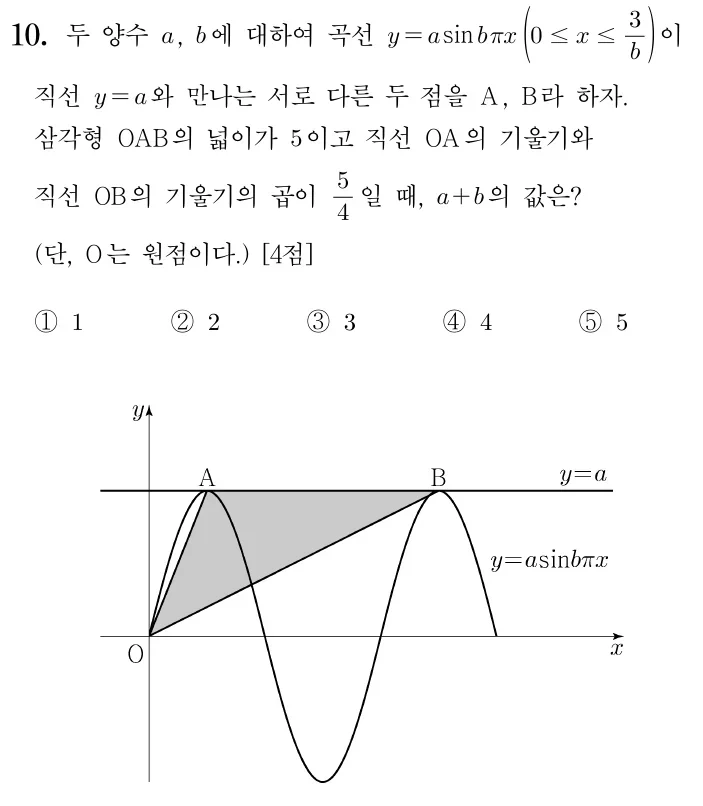 10. 두 양수 a, b에 대하여 곡선 y=asinbπx(0≤x≤3/b)이
직선 y=a와 만나는 서로 다른 두 점을 A, B라 하자.
삼각형 OAB의 넓이가 5이고 직선 OA의 기울기와
직선 OB의 기울기의 곱이 5/4일 때, a+b의 값은?
(단, O는 원점이다.) [4점]
① 1 ② 2 ③ 3 ④ 4 ⑤ 5
y
A B y=a
y=asinbπx
O x